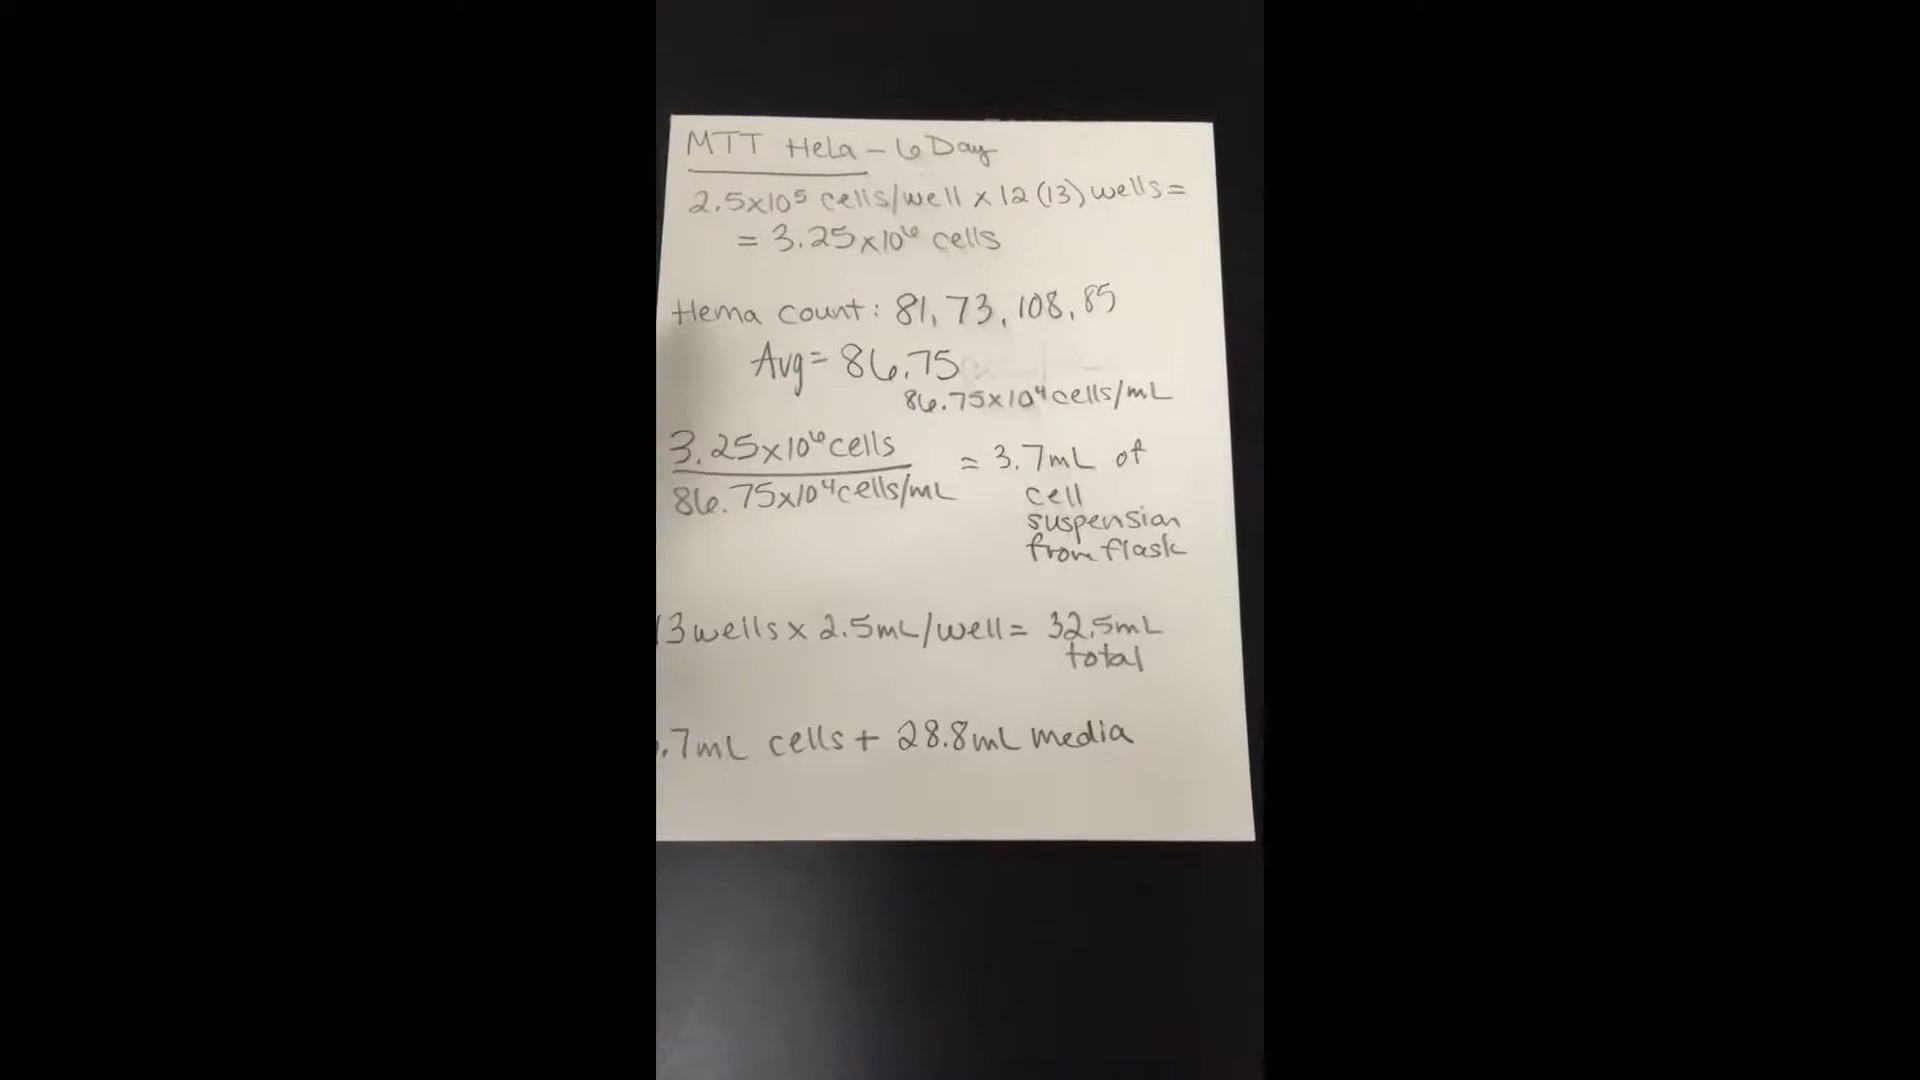 MTT HeLa – 6 Day
2.5x10⁵ cells/well x 12 (13) wells =
= 3.25x10⁶ cells
Hema count: 81, 73, 108, 85
Avg = 86.75
86.75x10⁴ cells/mL
3.25x10⁶ cells = 3.7mL of
86.75x10⁴ cells/mL cell
suspension
from flask
13 wells x 2.5mL/well = 32.5mL
total
.7mL cells + 28.8mL media